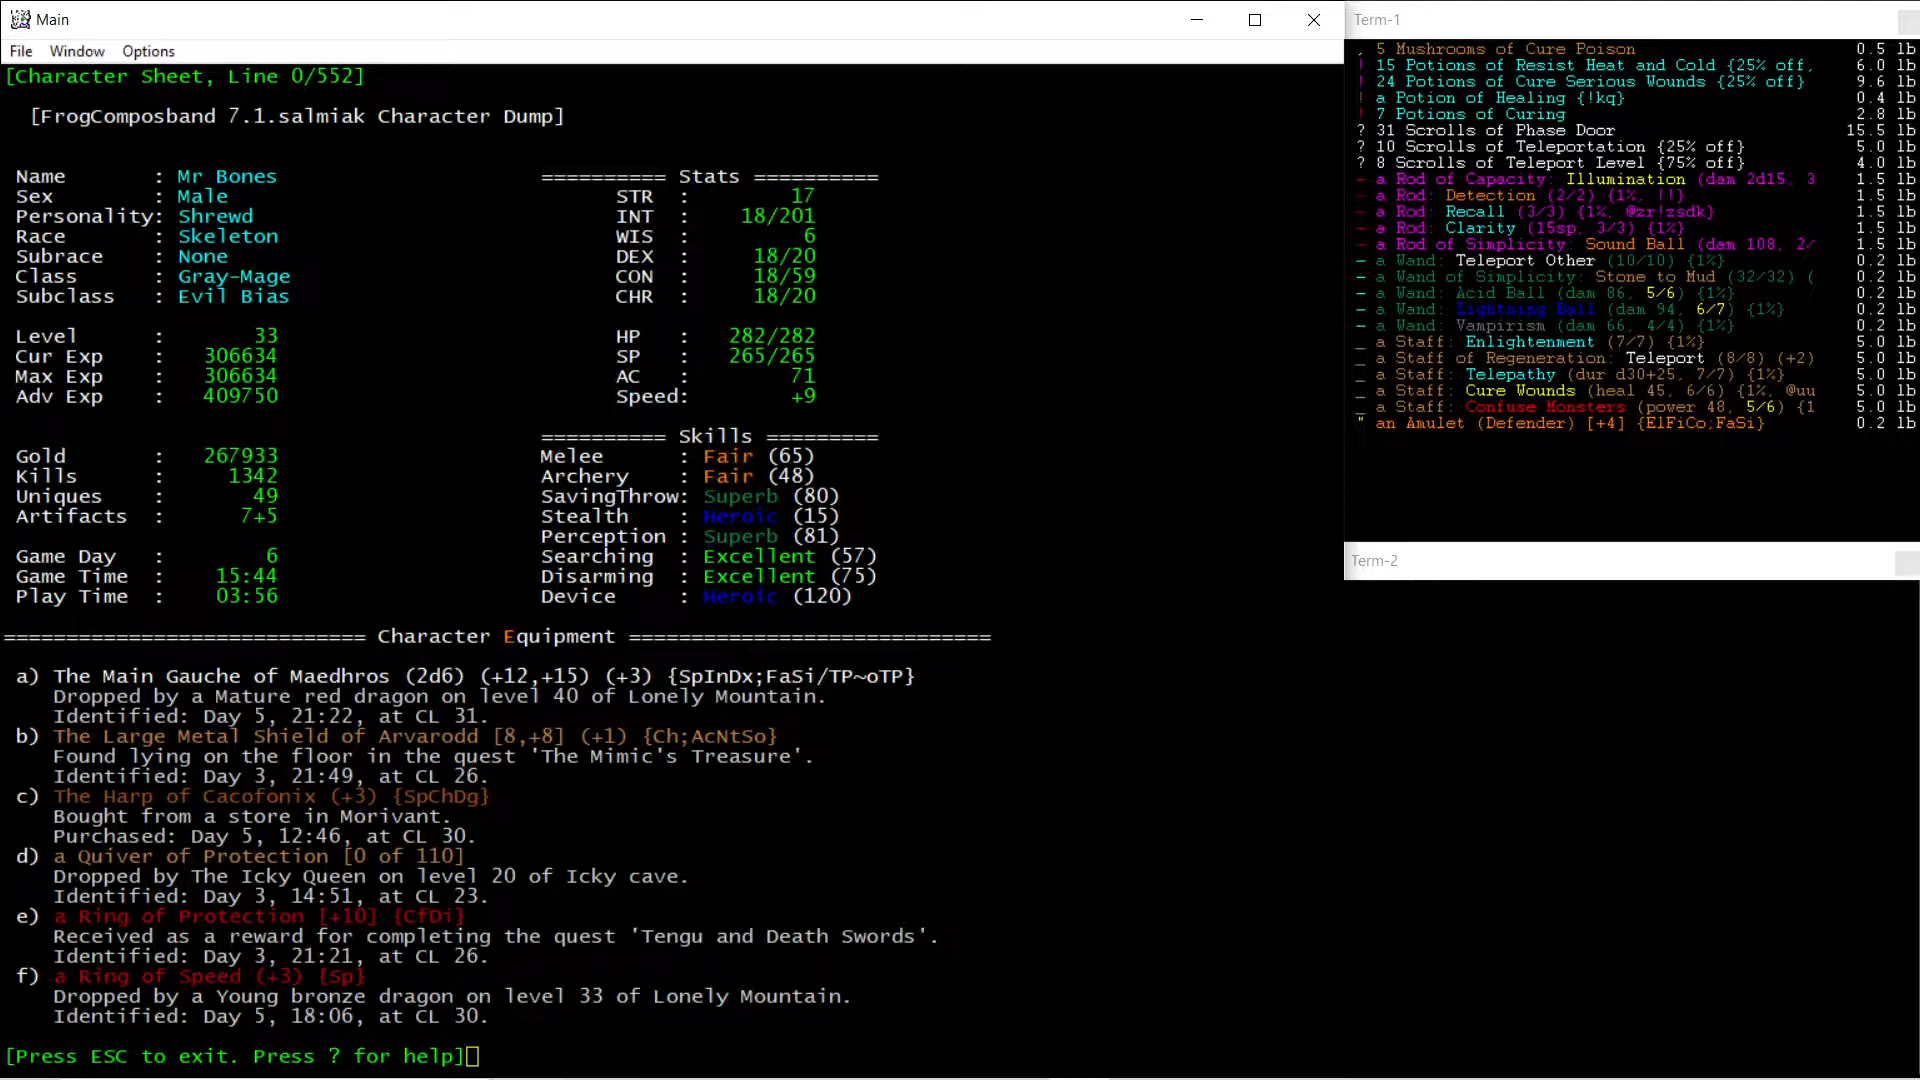 Main
File Window Options
[Character Sheet, Line 0/552]
[FrogComposband 7.1.salmiak Character Dump]
Name : Mr Bones ========== Stats ==========
Sex : Male STR : 17
Personality: Shrewd INT : 18/201
Race : Skeleton WIS : 6
Subrace : None DEX : 18/20
Class : Gray-Mage CON : 18/59
Subclass : Evil Bias CHR : 18/20
Level : 33 HP : 282/282
Cur Exp : 306634 SP : 265/265
Max Exp : 306634 AC : 71
Adv Exp : 409750 Speed: +9
========== Skills =========
Gold : 267933 Melee : Fair (65)
Kills : 1342 Archery : Fair (48)
Uniques : 49 SavingThrow: Superb (80)
Artifacts : 7+5 Stealth : Heroic (15)
Perception : Superb (81)
Game Day : 6 Searching : Excellent (57)
Game Time : 15:44 Disarming : Excellent (75)
Play Time : 03:56 Device : Heroic (120)
============================= Character Equipment =============================
a) The Main Gauche of Maedhros (2d6) (+12,+15) (+3) {SpInDx;FaSi/TP~oTP}
Dropped by a Mature red dragon on level 40 of Lonely Mountain.
Identified: Day 5, 21:22, at CL 31.
b) The Large Metal Shield of Arvarodd [8,+8] (+1) {Ch;AcNtSo}
Found lying on the floor in the quest 'The Mimic's Treasure'.
Identified: Day 3, 21:49, at CL 26.
c) The Harp of Cacofonix (+3) {SpChDg}
Bought from a store in Morivant.
Purchased: Day 5, 12:46, at CL 30.
d) a Quiver of Protection [0 of 110]
Dropped by The Icky Queen on level 20 of Icky cave.
Identified: Day 3, 14:51, at CL 23.
e) a Ring of Protection [+10] {CfDi}
Received as a reward for completing the quest 'Tengu and Death Swords'.
Identified: Day 3, 21:21, at CL 26.
f) a Ring of Speed (+3) {Sp}
Dropped by a Young bronze dragon on level 33 of Lonely Mountain.
Identified: Day 5, 18:06, at CL 30.
[Press ESC to exit. Press ? for help]
Term-1
, 5 Mushrooms of Cure Poison 0.5 lb
! 15 Potions of Resist Heat and Cold {25% off, 6.0 lb
! 24 Potions of Cure Serious Wounds {25% off} 9.6 lb
! a Potion of Healing {!kq} 0.4 lb
! 7 Potions of Curing 2.8 lb
? 31 Scrolls of Phase Door 15.5 lb
? 10 Scrolls of Teleportation {25% off} 5.0 lb
? 8 Scrolls of Teleport Level {75% off} 4.0 lb
- a Rod of Capacity: Illumination (dam 2d15, 3 1.5 lb
- a Rod: Detection (2/2) {1%, !!} 1.5 lb
- a Rod: Recall (3/3) {1%, @zr!zsdk} 1.5 lb
- a Rod: Clarity (15sp, 3/3) {1%} 1.5 lb
- a Rod of Simplicity: Sound Ball (dam 108, 2/ 1.5 lb
- a Wand: Teleport Other (10/10) {1%} 0.2 lb
- a Wand of Simplicity: Stone to Mud (32/32) ( 0.2 lb
- a Wand: Acid Ball (dam 86, 5/6) {1%} 0.2 lb
- a Wand: Lightning Ball (dam 94, 6/7) {1%} 0.2 lb
- a Wand: Vampirism (dam 66, 4/4) {1%} 0.2 lb
_ a Staff: Enlightenment (7/7) {1%} 5.0 lb
_ a Staff of Regeneration: Teleport (8/8) (+2) 5.0 lb
_ a Staff: Telepathy (dur d30+25, 7/7) {1%} 5.0 lb
_ a Staff: Cure Wounds (heal 45, 6/6) {1%, @uu 5.0 lb
_ a Staff: Confuse Monsters (power 48, 5/6) {1 5.0 lb
" an Amulet (Defender) [+4] {ElFiCo;FaSi} 0.2 lb
Term-2